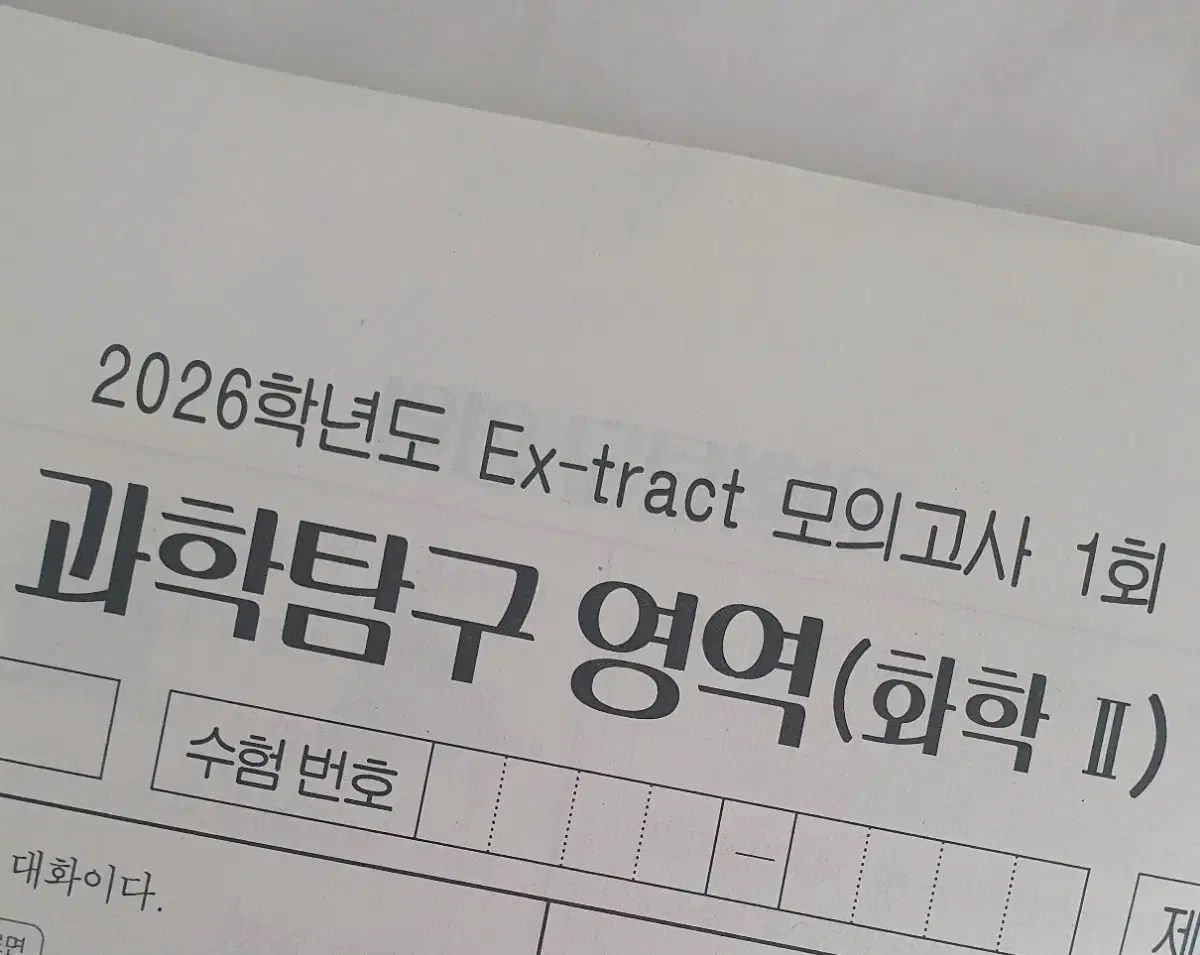 2026학년도 Ex-tract 모의고사 1회
과학탐구 영역(화학 Ⅱ)
수험 번호 —
제
대화이다.